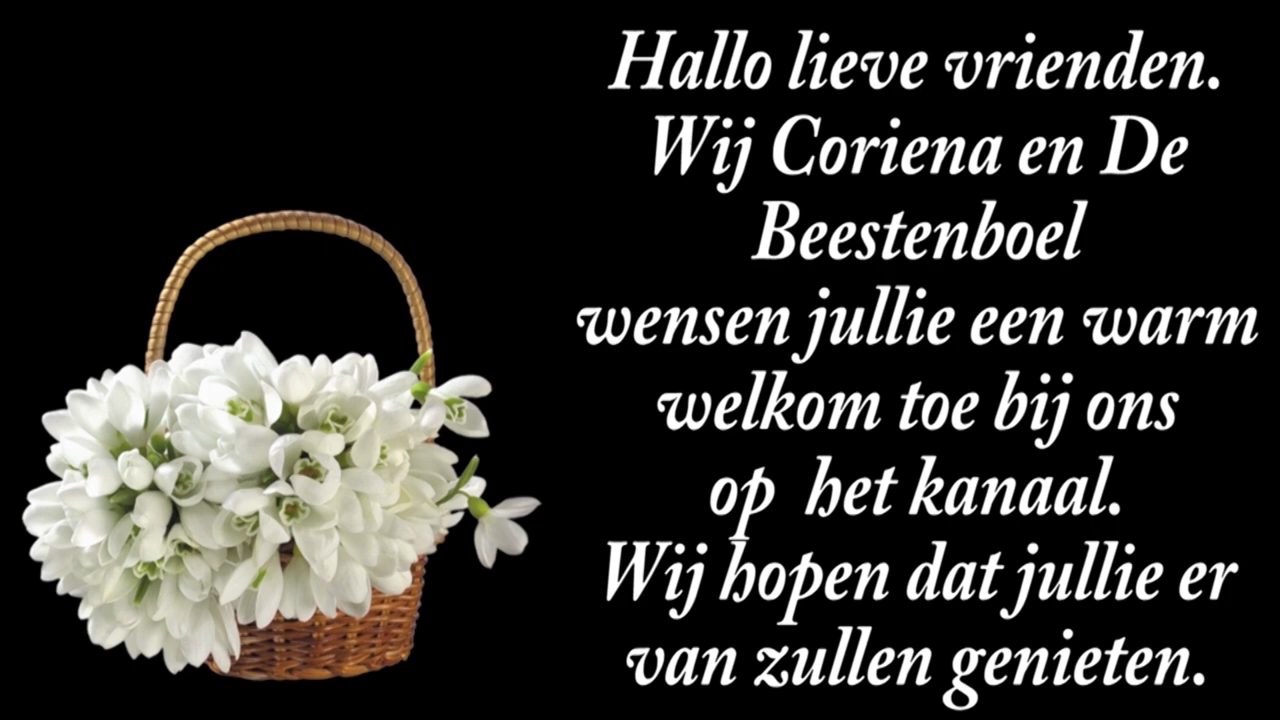 Hallo lieve vrienden.
Wij Coriena en De
Beestenboel
wensen jullie een warm
welkom toe bij ons
op het kanaal.
Wij hopen dat jullie er
van zullen genieten.